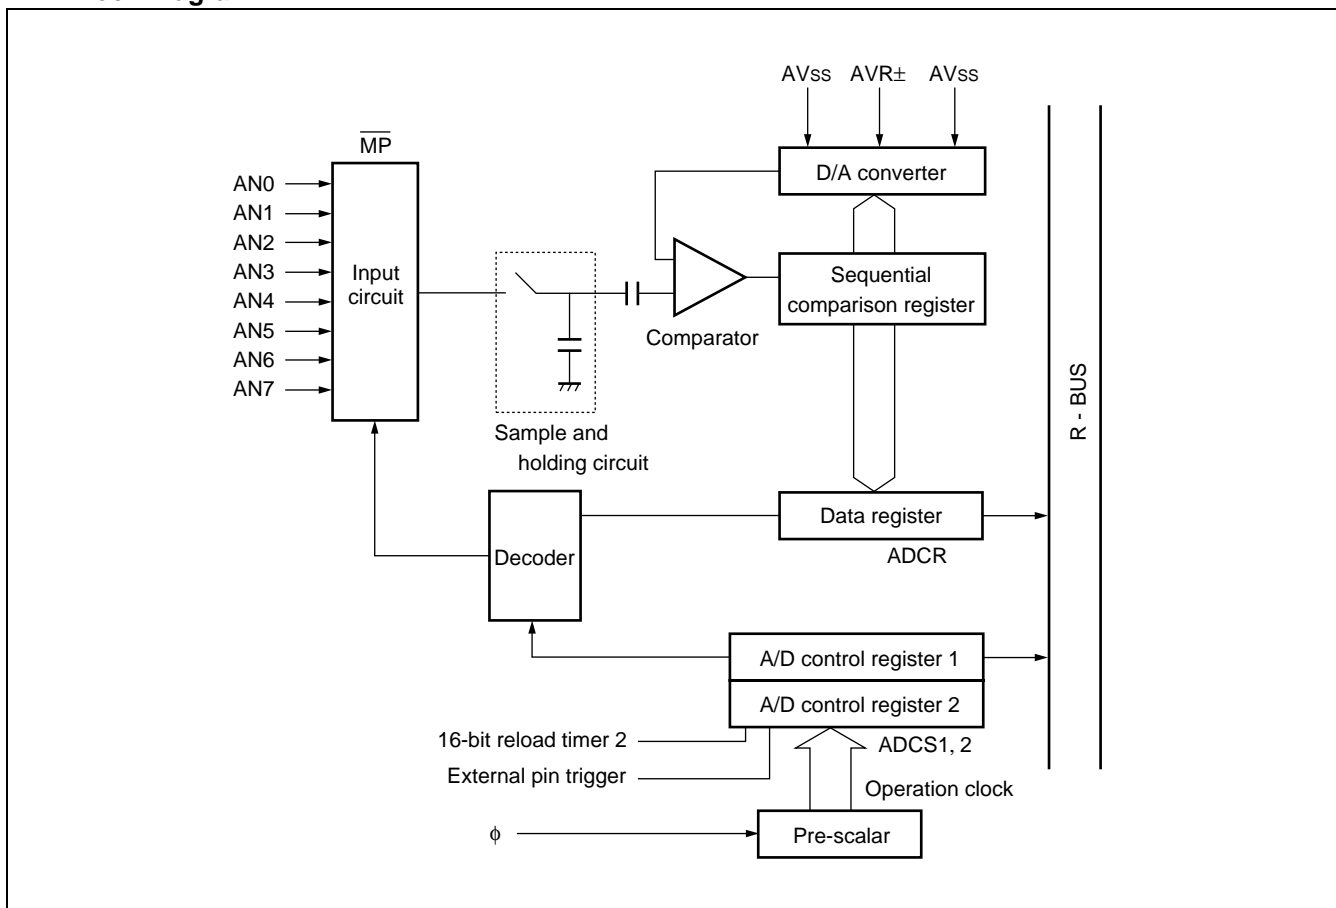 AVSS AVR± AVSS
MP
D/A converter
AN0
AN1
AN2
AN3
AN4
AN5
AN6
AN7
Input
circuit
Sequential
comparison register
Comparator
Sample and
holding circuit
R - BUS
Data register
ADCR
Decoder
A/D control register 1
A/D control register 2
16-bit reload timer 2
ADCS1, 2
External pin trigger
Operation clock
ϕ
Pre-scalar